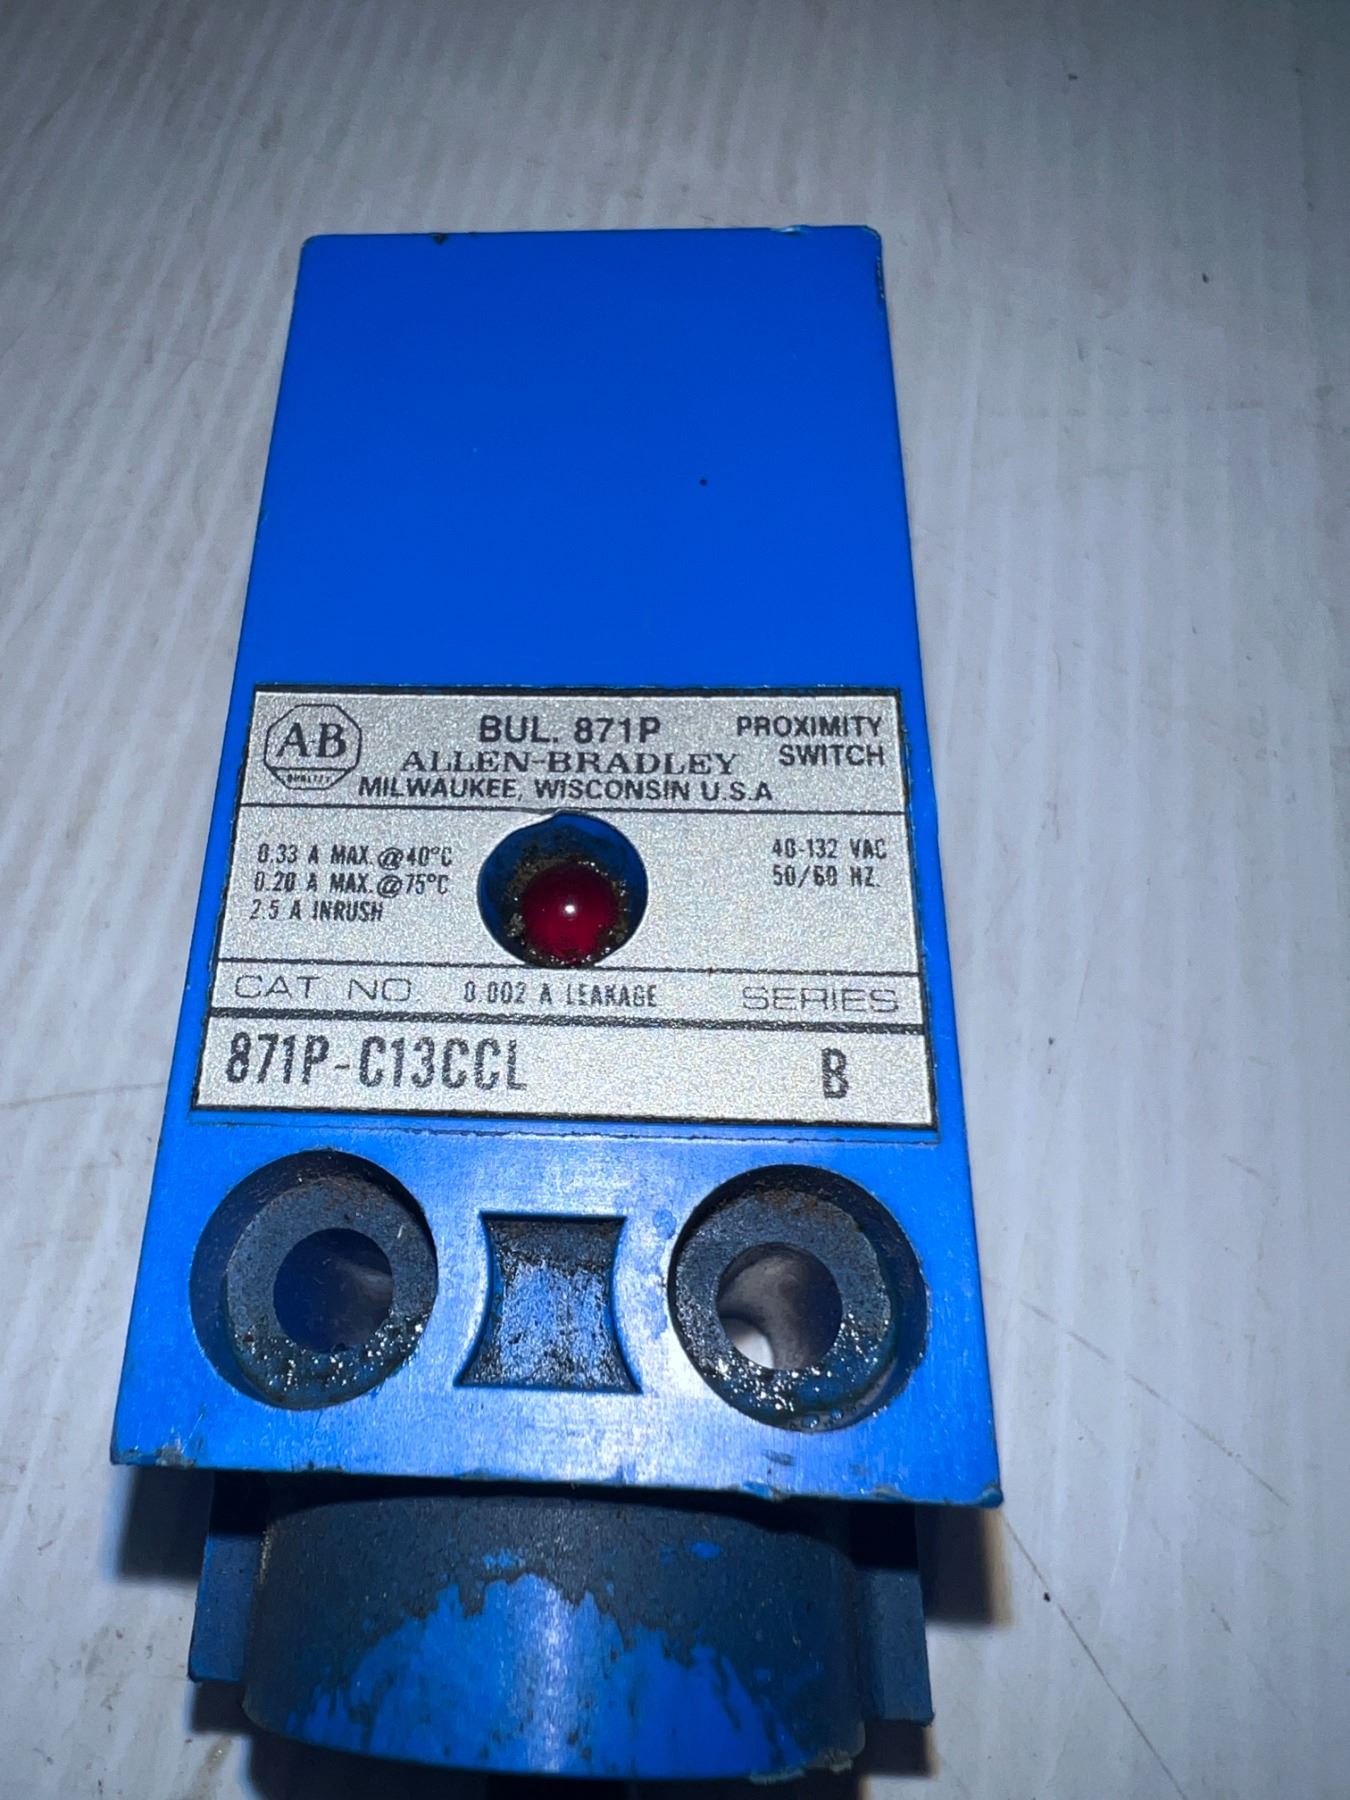 AB
QUALITY
BUL. 871P
ALLEN-BRADLEY
MILWAUKEE, WISCONSIN U.S.A
PROXIMITY
SWITCH
0.33 A MAX. @ 40°C
0.20 A MAX. @ 75°C
2.5 A INRUSH
40-132 VAC
50/60 HZ.
CAT NO. 0.002 A LEAKAGE SERIES
871P-C13CCL B